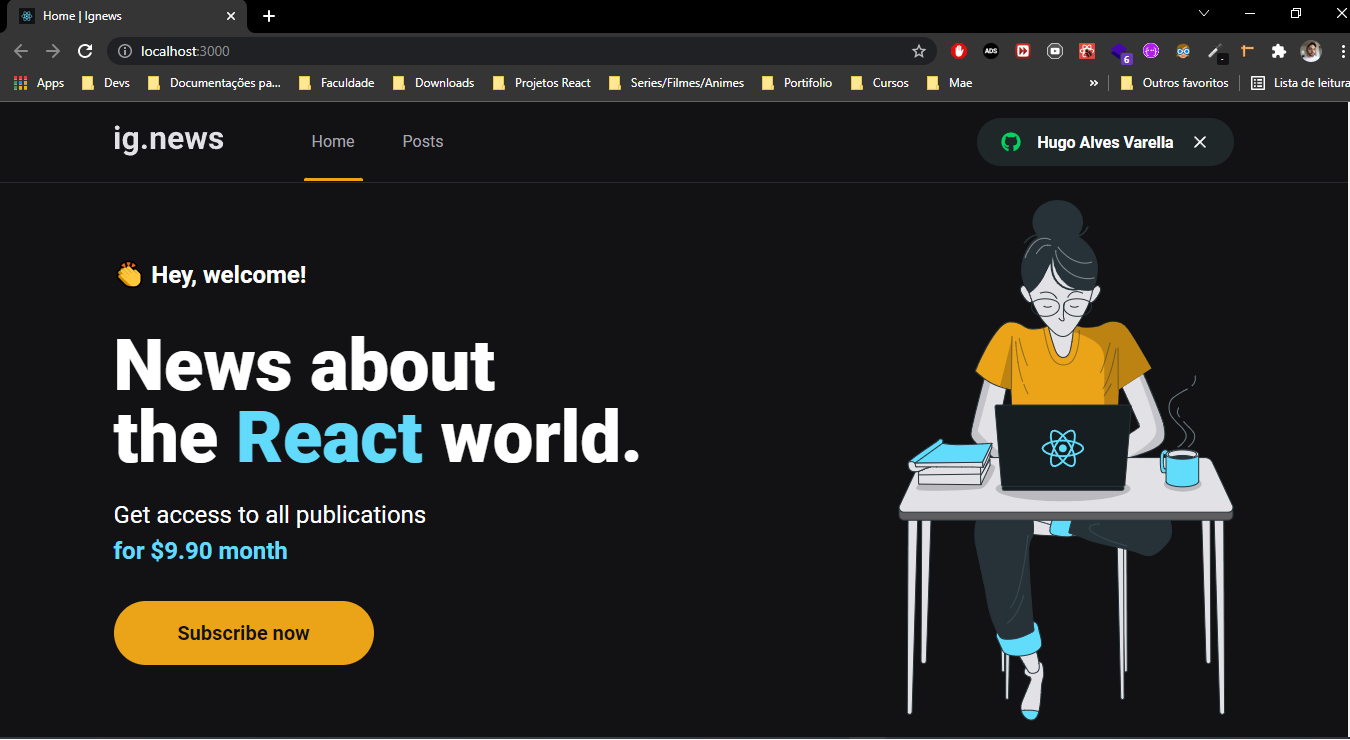 Home | Ignews
localhost:3000
ADS
6
Apps Devs Documentações pa... Faculdade Downloads Projetos React Series/Filmes/Animes Portifolio Cursos Mae » Outros favoritos Lista de leitura
ig.news Home Posts Hugo Alves Varella
👏 Hey, welcome!
News about
the React world.
Get access to all publications
for $9.90 month
Subscribe now